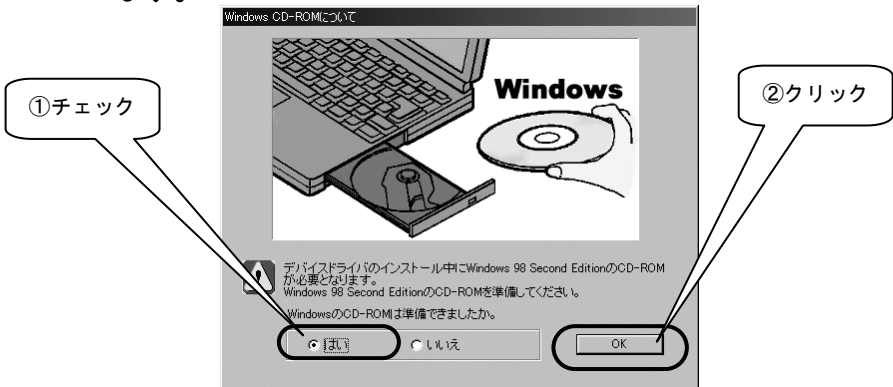 Windows CD-ROMについて
Windows
①チェック
②クリック
デバイスドライバのインストール中にWindows 98 Second EditionのCD-ROM
が必要となります。
Windows 98 Second EditionのCD-ROMを準備してください。
WindowsのCD-ROMは準備できましたか。
はい
いいえ
OK